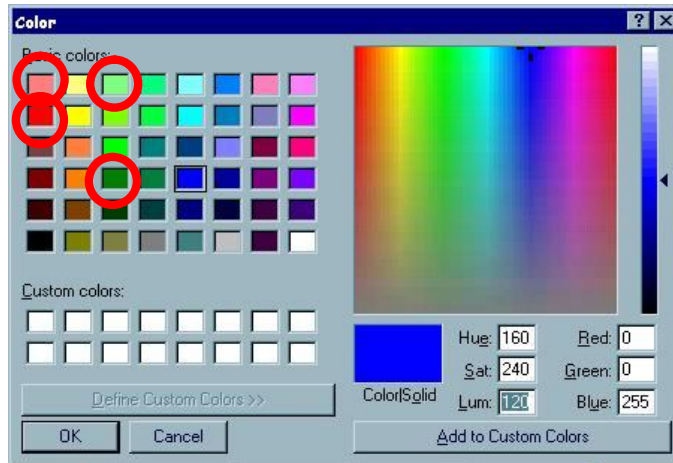 Color ? ×
Basic colors:
Custom colors:
Define Custom Colors >>
OK Cancel
Color|Solid
Hue: 160 Red: 0
Sat: 240 Green: 0
Lum: 120 Blue: 255
Add to Custom Colors